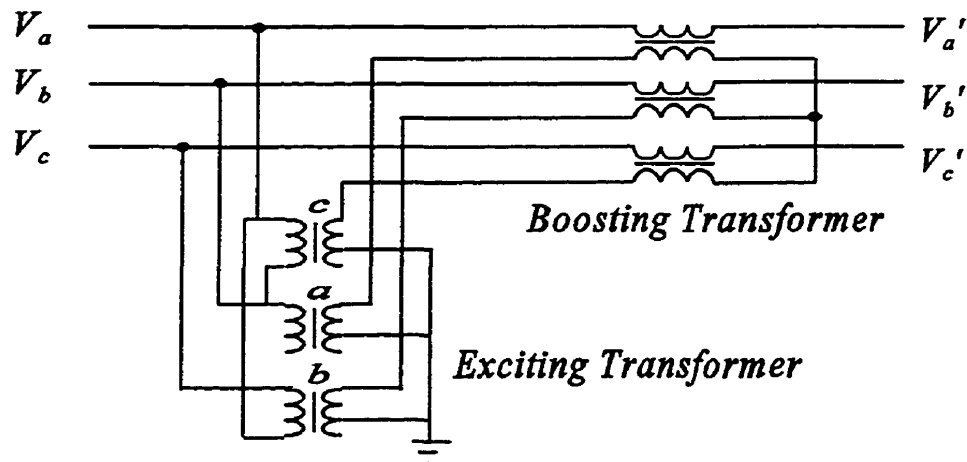 Va Va'
Vb Vb'
Vc Vc'
c
Boosting Transformer
a
Exciting Transformer
b